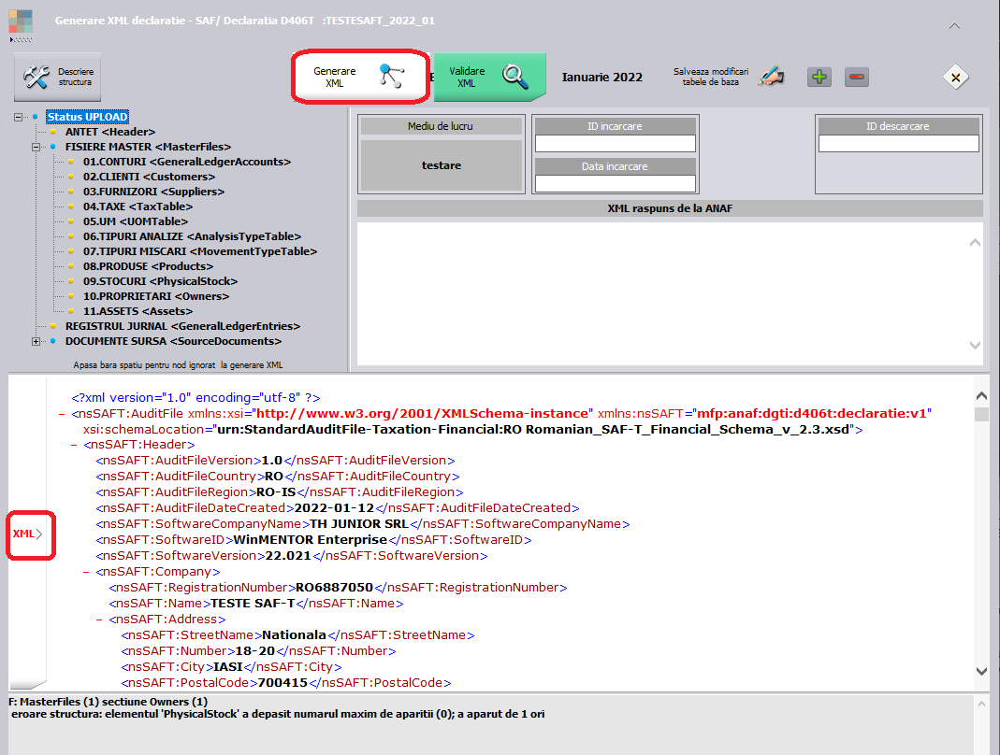 Generare XML declaratie - SAF/ Declaratia D406T :TESTESAFT_2022_01
Descriere
structura
Generare
XML
Validare
XML
Ianuarie 2022
Salveaza modificari
tabele de baza
Status UPLOAD
ANTET <Header>
FISIERE MASTER <MasterFiles>
01.CONTURI <GeneralLedgerAccounts>
02.CLIENTI <Customers>
03.FURNIZORI <Suppliers>
04.TAXE <TaxTable>
05.UM <UOMTable>
06.TIPURI ANALIZE <AnalysisTypeTable>
07.TIPURI MISCARI <MovementTypeTable>
08.PRODUSE <Products>
09.STOCURI <PhysicalStock>
10.PROPRIETARI <Owners>
11.ASSETS <Assets>
REGISTRUL JURNAL <GeneralLedgerEntries>
DOCUMENTE SURSA <SourceDocuments>
Apasa bara spatiu pentru nod ignorat la generare XML
Mediu de lucru
testare
ID incarcare
Data incarcare
ID descarcare
XML raspuns de la ANAF
XML>
<?xml version="1.0" encoding="utf-8" ?>
- <nsSAFT:AuditFile xmlns:xsi="http://www.w3.org/2001/XMLSchema-instance" xmlns:nsSAFT="mfp:anaf:dgti:d406t:declaratie:v1"
xsi:schemaLocation="urn:StandardAuditFile-Taxation-Financial:RO Romanian_SAF-T_Financial_Schema_v_2.3.xsd">
- <nsSAFT:Header>
<nsSAFT:AuditFileVersion>1.0</nsSAFT:AuditFileVersion>
<nsSAFT:AuditFileCountry>RO</nsSAFT:AuditFileCountry>
<nsSAFT:AuditFileRegion>RO-IS</nsSAFT:AuditFileRegion>
<nsSAFT:AuditFileDateCreated>2022-01-12</nsSAFT:AuditFileDateCreated>
<nsSAFT:SoftwareCompanyName>TH JUNIOR SRL</nsSAFT:SoftwareCompanyName>
<nsSAFT:SoftwareID>WinMENTOR Enterprise</nsSAFT:SoftwareID>
<nsSAFT:SoftwareVersion>22.021</nsSAFT:SoftwareVersion>
- <nsSAFT:Company>
<nsSAFT:RegistrationNumber>RO6887050</nsSAFT:RegistrationNumber>
<nsSAFT:Name>TESTE SAF-T</nsSAFT:Name>
- <nsSAFT:Address>
<nsSAFT:StreetName>Nationala</nsSAFT:StreetName>
<nsSAFT:Number>18-20</nsSAFT:Number>
<nsSAFT:City>IASI</nsSAFT:City>
<nsSAFT:PostalCode>700415</nsSAFT:PostalCode>
F: MasterFiles (1) sectiune Owners (1)
eroare structura: elementul 'PhysicalStock' a depasit numarul maxim de aparitii (0); a aparut de 1 ori